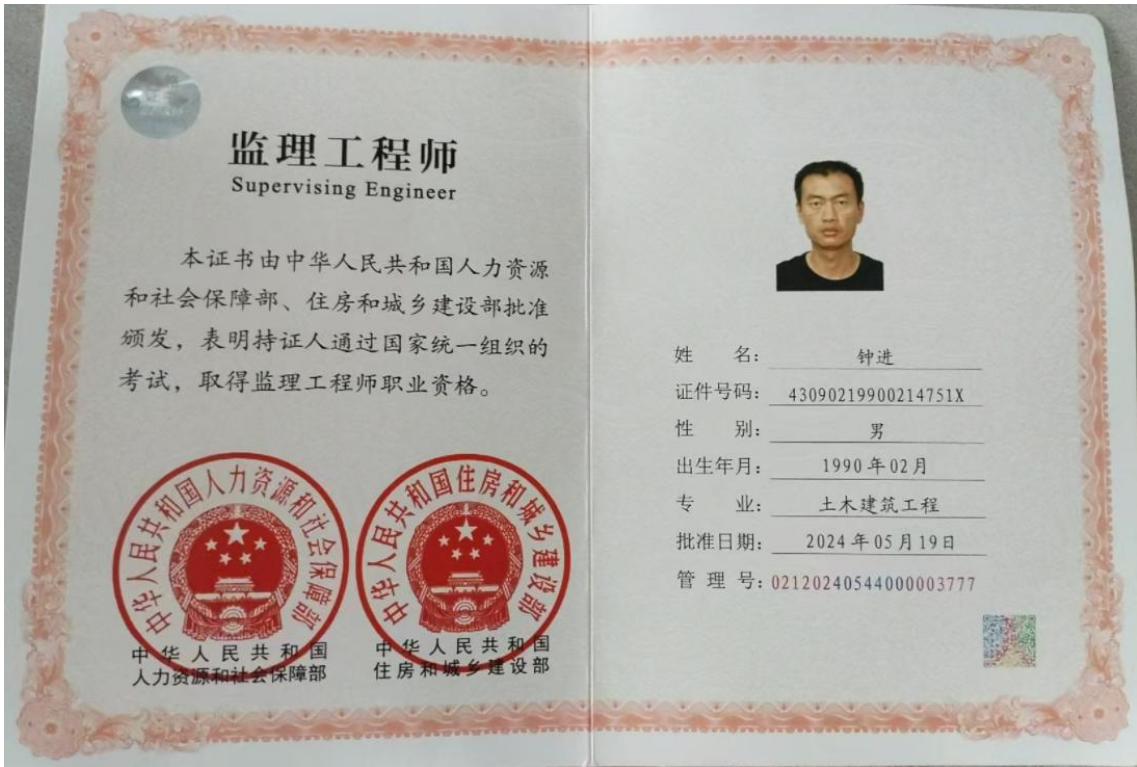 监理工程师
Supervising Engineer
本证书由中华人民共和国人力资源
和社会保障部、住房和城乡建设部批准
颁发，表明持证人通过国家统一组织的
考试，取得监理工程师职业资格。
中华人民共和国人力资源和社会保障部
中华人民共和国
人力资源和社会保障部
中华人民共和国住房和城乡建设部
中华人民共和国
住房和城乡建设部
姓 名：钟进
证件号码：43090219900214751X
性 别：男
出生年月：1990年02月
专 业：土木建筑工程
批准日期：2024年05月19日
管 理 号：02120240544000003777